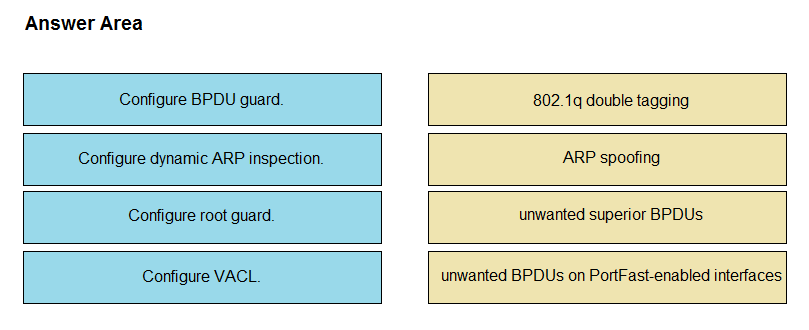 Answer Area
Configure BPDU guard.
802.1q double tagging
Configure dynamic ARP inspection.
ARP spoofing
Configure root guard.
unwanted superior BPDUs
Configure VACL.
unwanted BPDUs on PortFast-enabled interfaces